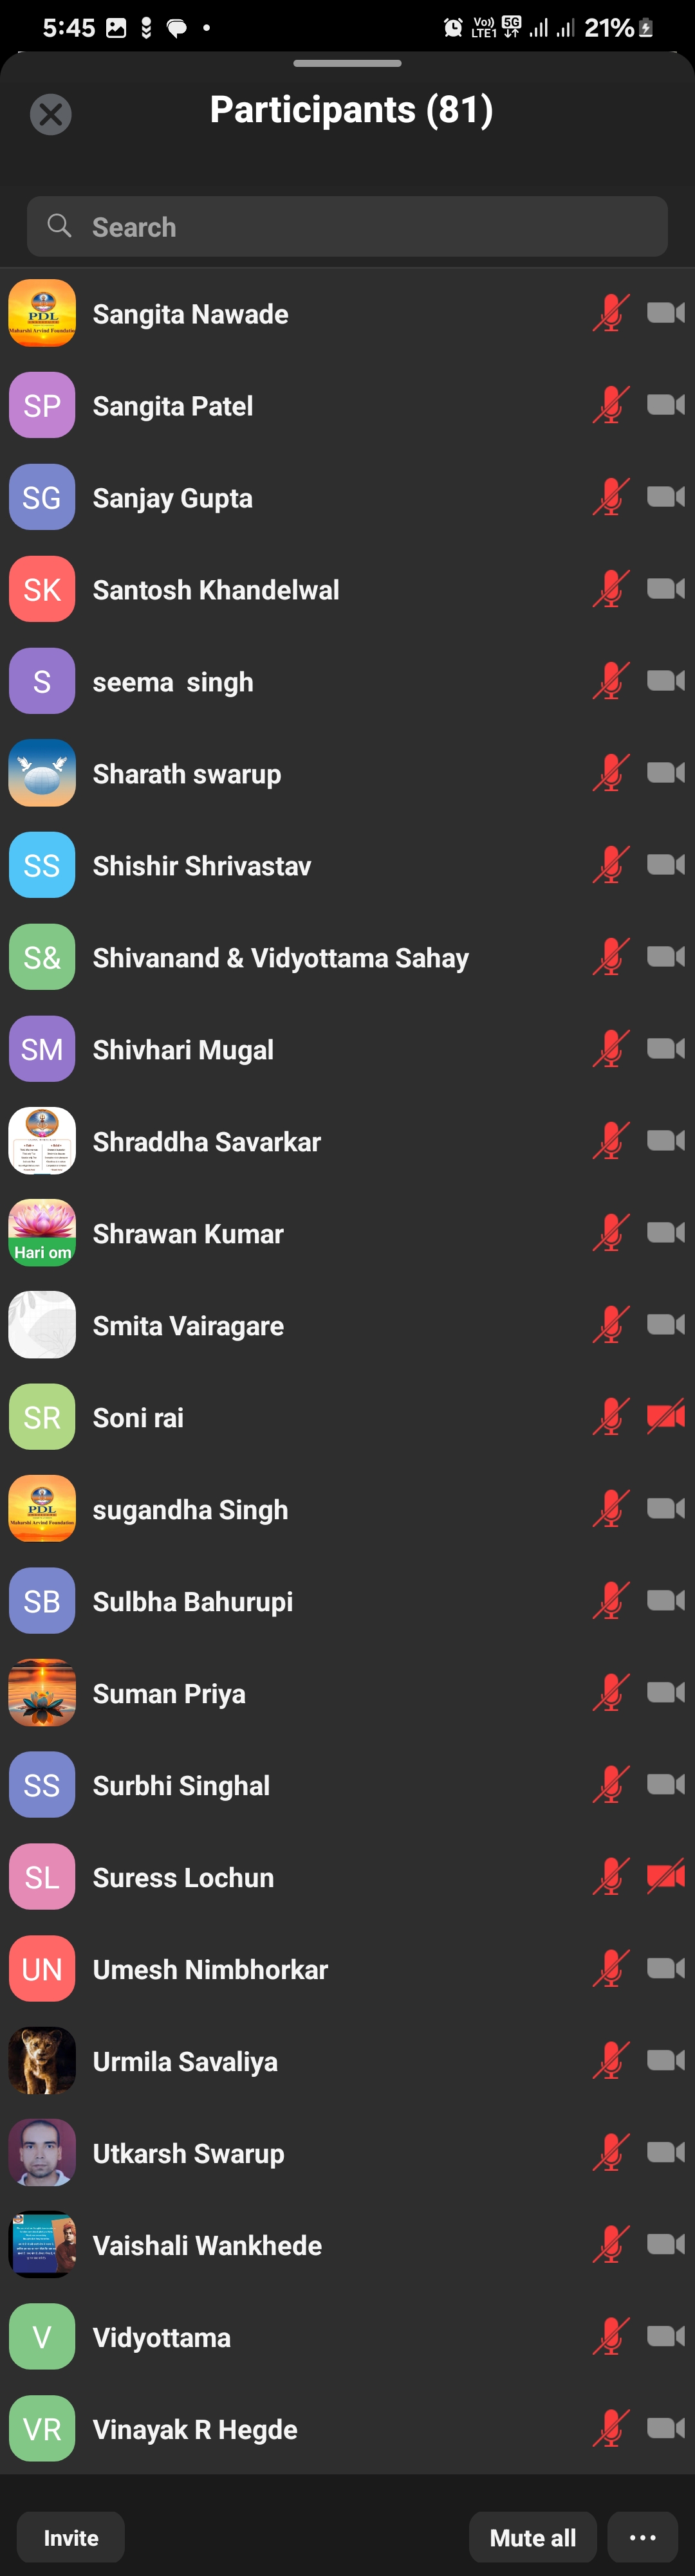 5:45
Vo)) LTE1 5G 21%
Participants (81)
Search
PDL
Maharshi Arvind Foundation
Sangita Nawade
SP Sangita Patel
SG Sanjay Gupta
SK Santosh Khandelwal
S seema  singh
Sharath swarup
SS Shishir Shrivastav
S& Shivanand & Vidyottama Sahay
SM Shivhari Mugal
Shraddha Savarkar
Shrawan Kumar
Hari om
Smita Vairagare
SR Soni rai
PDL
Maharshi Arvind Foundation
sugandha Singh
SB Sulbha Bahurupi
Suman Priya
SS Surbhi Singhal
SL Suress Lochun
UN Umesh Nimbhorkar
Urmila Savaliya
Utkarsh Swarup
Vaishali Wankhede
V Vidyottama
VR Vinayak R Hegde
Invite Mute all